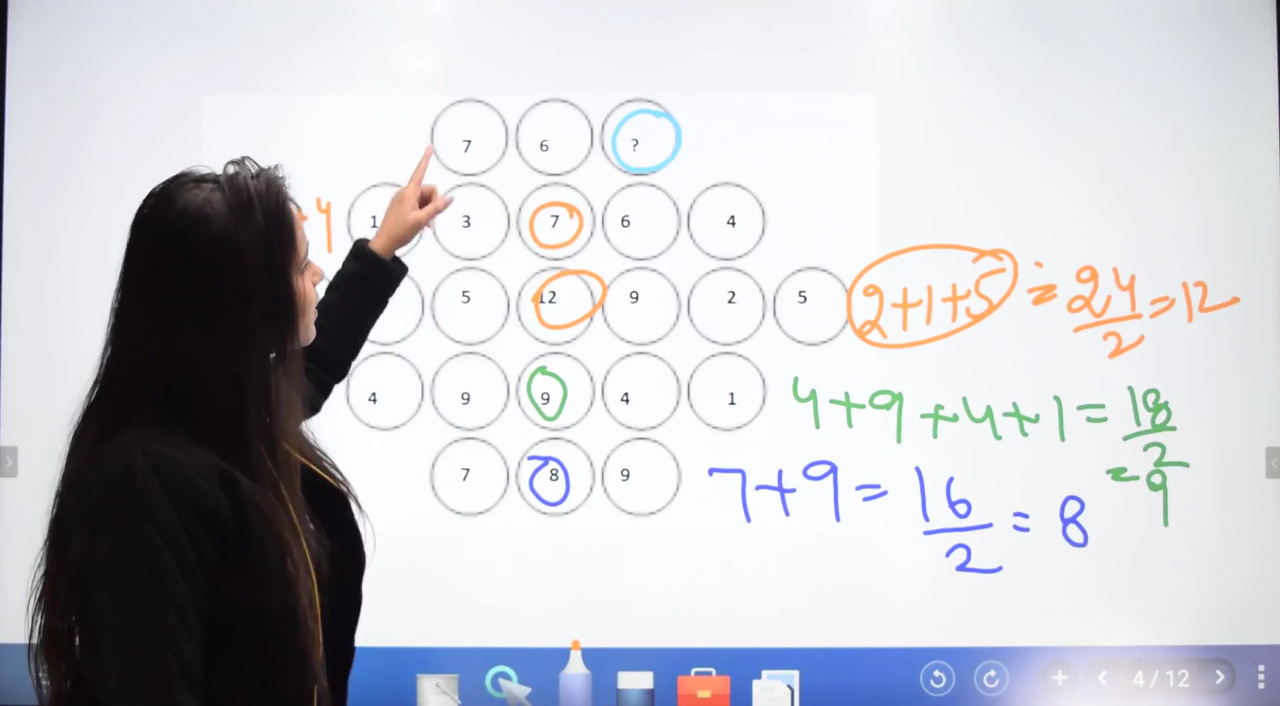 7 6 ?
+4 1 3 7 6 4
5 12 9 2 5 2+1+5 = 24/2 = 12
4 9 9 4 1 4+9+4+1 = 18/2 = 9
7 8 9 7+9 = 16/2 = 8
4 / 12